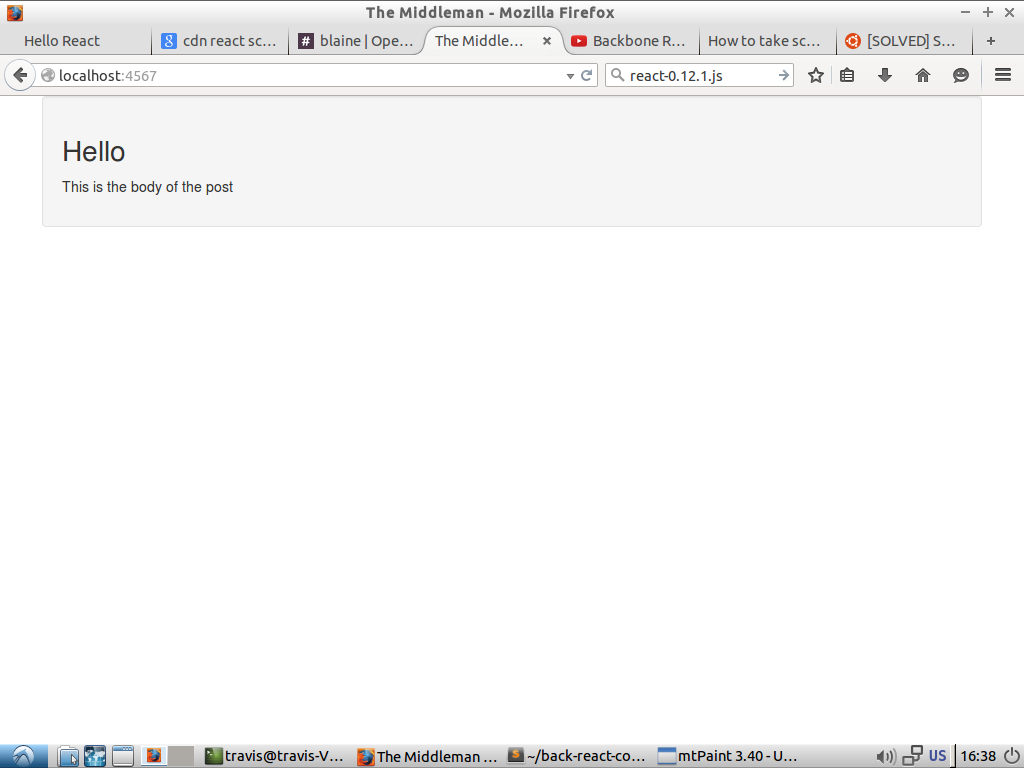 The Middleman - Mozilla Firefox
Hello React
cdn react sc...
# blaine | Ope...
The Middle...
Backbone R...
How to take sc...
[SOLVED] S...
localhost:4567
react-0.12.1.js
Hello
This is the body of the post
travis@travis-V...
The Middleman ...
~/back-react-co...
mtPaint 3.40 - U...
US
16:38